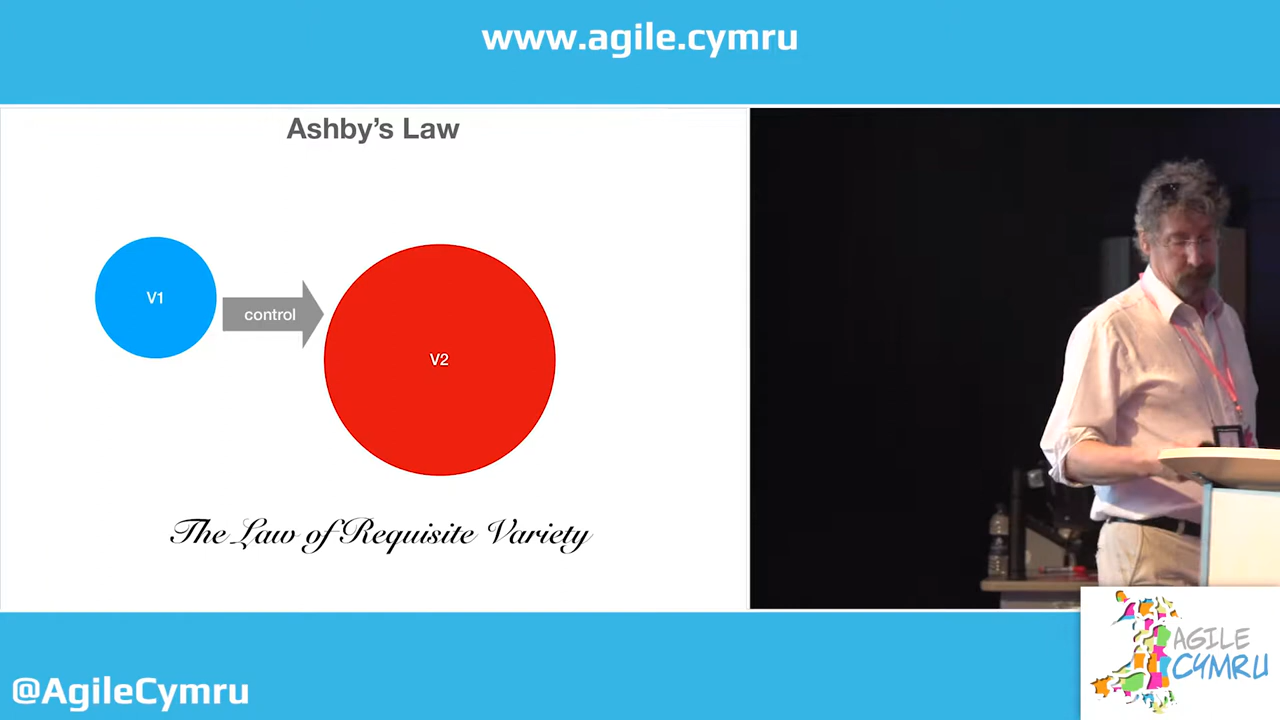 www.agile.cymru
Ashby's Law
V1
control
V2
The Law of Requisite Variety
@AgileCymru
AGILE
CYMRU